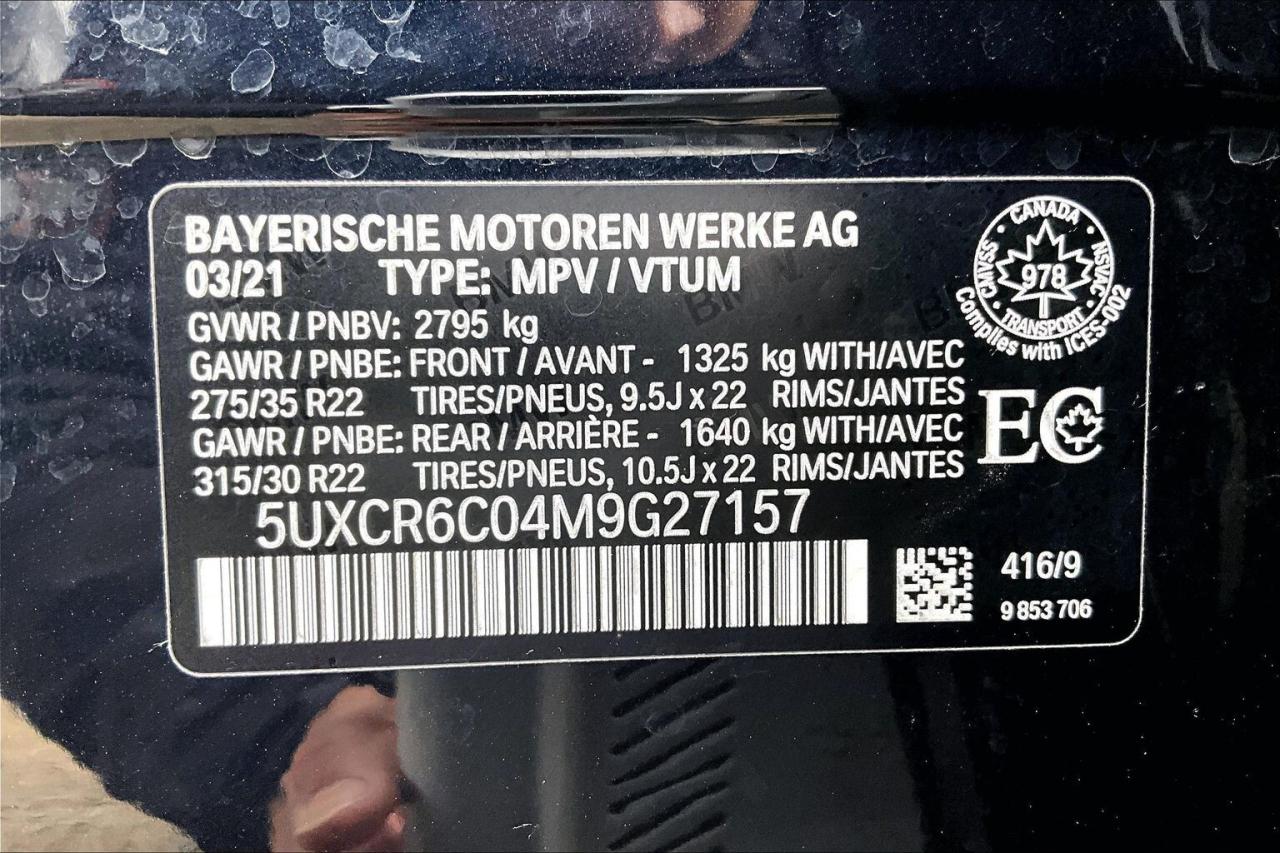 BAYERISCHE MOTOREN WERKE AG
03/21 TYPE: MPV / VTUM
GVWR / PNBV: 2795 kg
GAWR / PNBE: FRONT / AVANT - 1325 kg WITH/AVEC
275/35 R22 TIRES/PNEUS, 9.5J x 22 RIMS/JANTES
GAWR / PNBE: REAR / ARRIÈRE - 1640 kg WITH/AVEC
315/30 R22 TIRES/PNEUS, 10.5J x 22 RIMS/JANTES
5UXCR6C04M9G27157
CANADA
CMVSS
978
NSVAC
TRANSPORT
Complies with ICES-002
EC
416/9
9 853 706
BMW